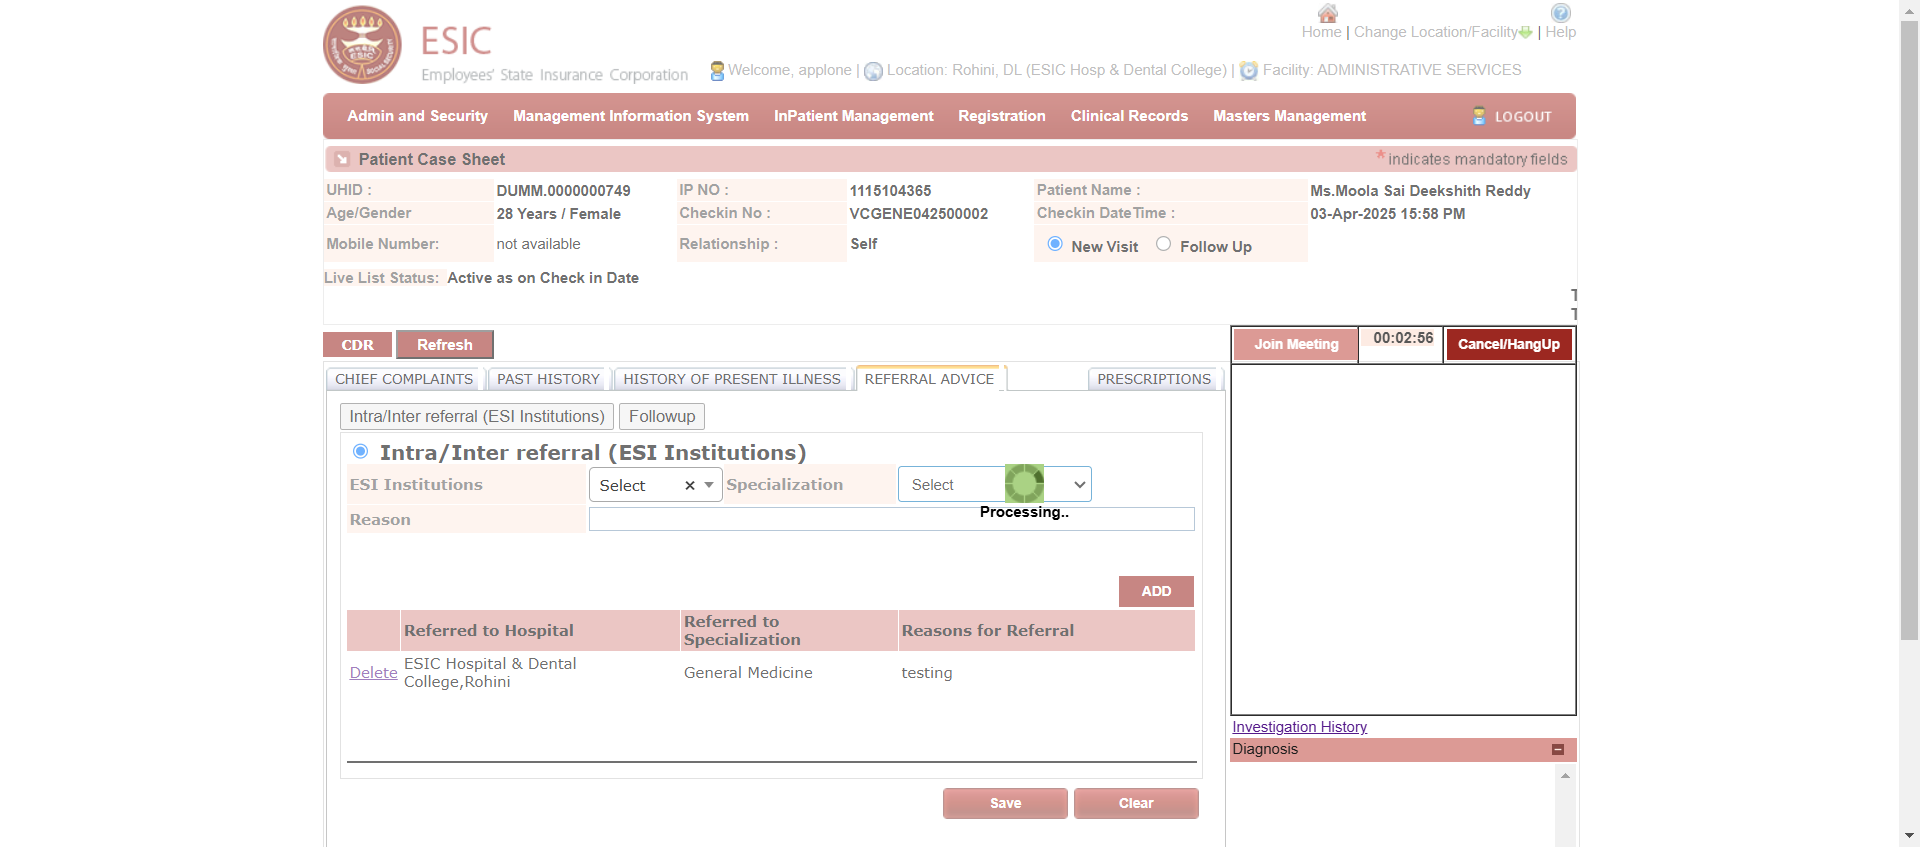 Home | Change Location/Facility | Help
ESIC
Employees' State Insurance Corporation
Welcome, applone | Location: Rohini, DL (ESIC Hosp & Dental College) | Facility: ADMINISTRATIVE SERVICES
Admin and Security Management Information System InPatient Management Registration Clinical Records Masters Management LOGOUT
Patient Case Sheet * indicates mandatory fields
UHID : DUMM.0000000749 IP NO : 1115104365 Patient Name : Ms.Moola Sai Deekshith Reddy
Age/Gender 28 Years / Female Checkin No : VCGENE042500002 Checkin DateTime : 03-Apr-2025 15:58 PM
Mobile Number: not available Relationship : Self New Visit Follow Up
Live List Status: Active as on Check in Date
CDR Refresh Join Meeting 00:02:56 Cancel/HangUp
CHIEF COMPLAINTS PAST HISTORY HISTORY OF PRESENT ILLNESS REFERRAL ADVICE PRESCRIPTIONS
Intra/Inter referral (ESI Institutions) Followup
Intra/Inter referral (ESI Institutions)
ESI Institutions Select × Specialization Select
Processing..
Reason
ADD
Referred to Hospital Referred to Specialization Reasons for Referral
Delete ESIC Hospital & Dental College,Rohini General Medicine testing
Investigation History
Diagnosis
Save Clear